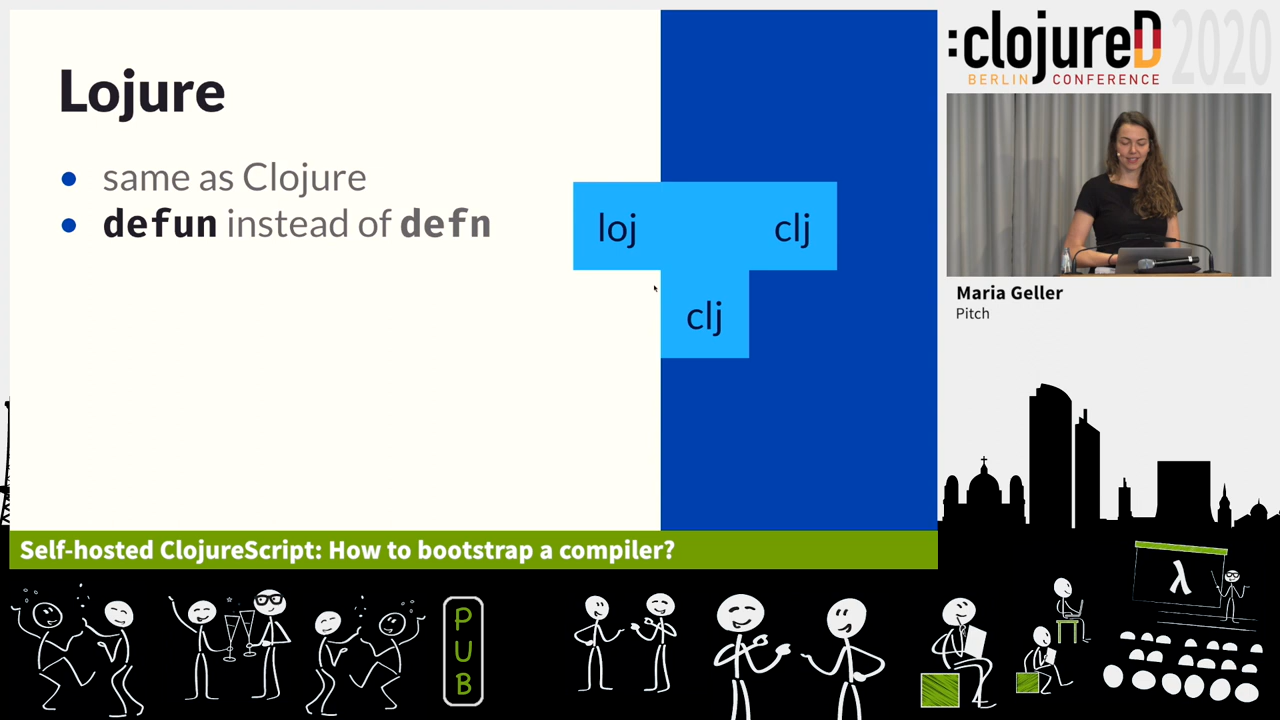 Lojure
same as Clojure
defun instead of defn
loj
clj
clj
Self-hosted ClojureScript: How to bootstrap a compiler?
:clojureD 2020
BERLIN CONFERENCE
Maria Geller
Pitch
PUB
λ